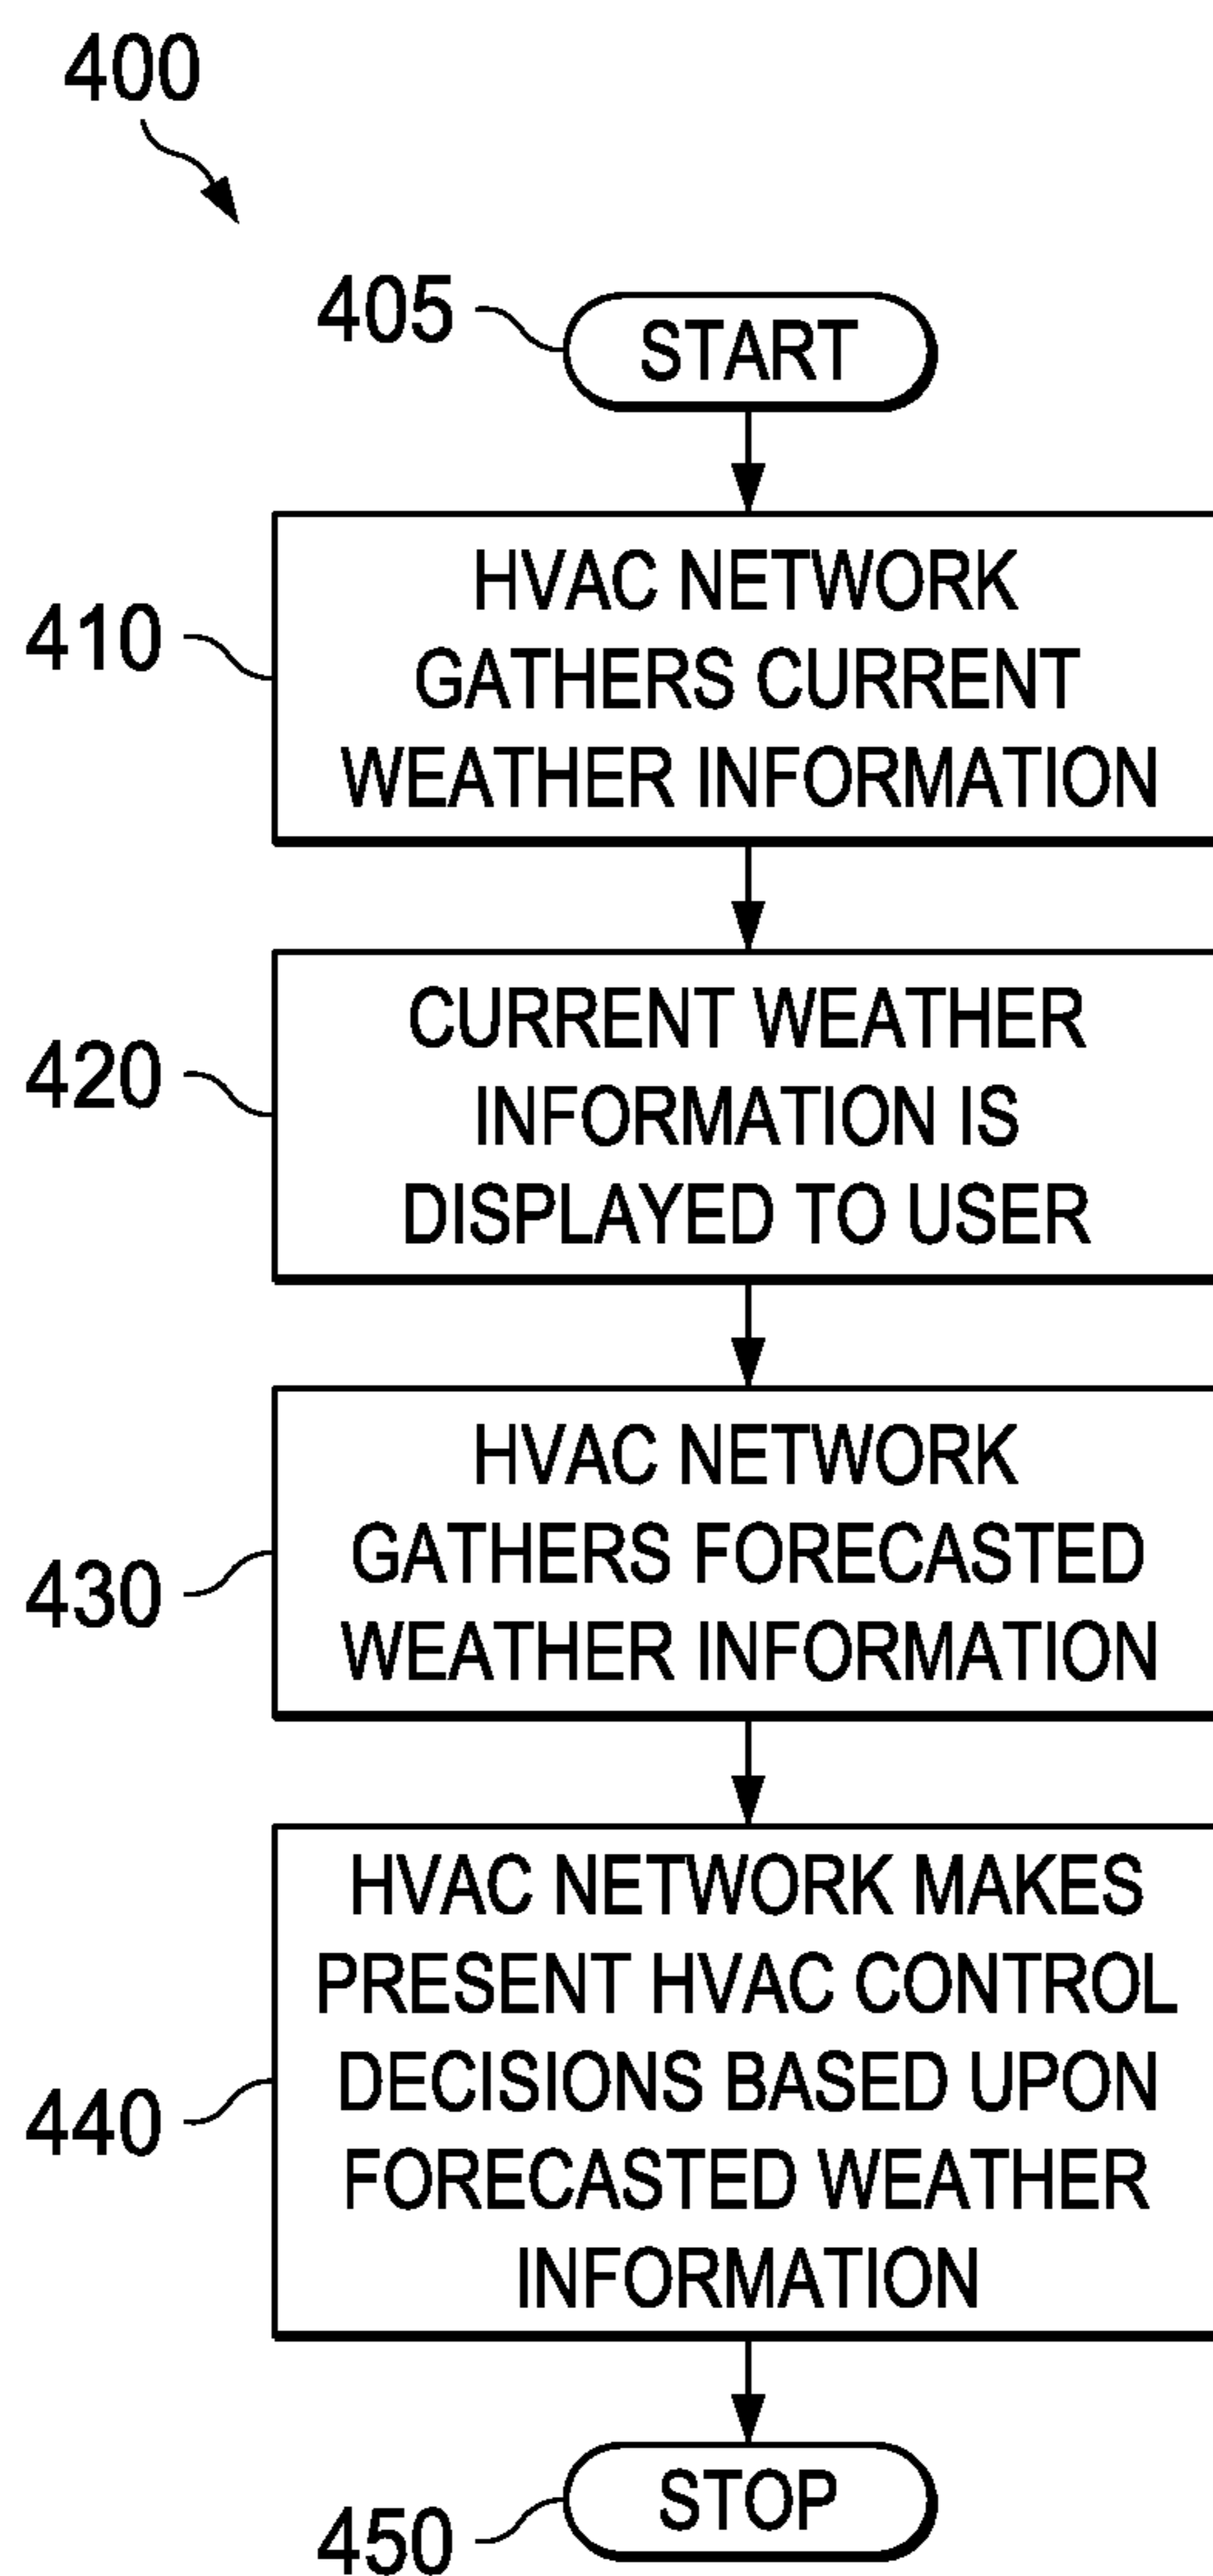 400
405
START
410
HVAC NETWORK
GATHERS CURRENT
WEATHER INFORMATION
420
CURRENT WEATHER
INFORMATION IS
DISPLAYED TO USER
430
HVAC NETWORK
GATHERS FORECASTED
WEATHER INFORMATION
440
HVAC NETWORK MAKES
PRESENT HVAC CONTROL
DECISIONS BASED UPON
FORECASTED WEATHER
INFORMATION
450
STOP